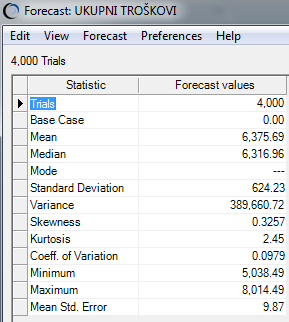 Forecast: UKUPNI TROŠKOVI
Edit View Forecast Preferences Help
4,000 Trials
Statistic Forecast values
Trials 4,000
Base Case 0.00
Mean 6,375.69
Median 6,316.96
Mode ---
Standard Deviation 624.23
Variance 389,660.72
Skewness 0.3257
Kurtosis 2.45
Coeff. of Variation 0.0979
Minimum 5,038.49
Maximum 8,014.49
Mean Std. Error 9.87